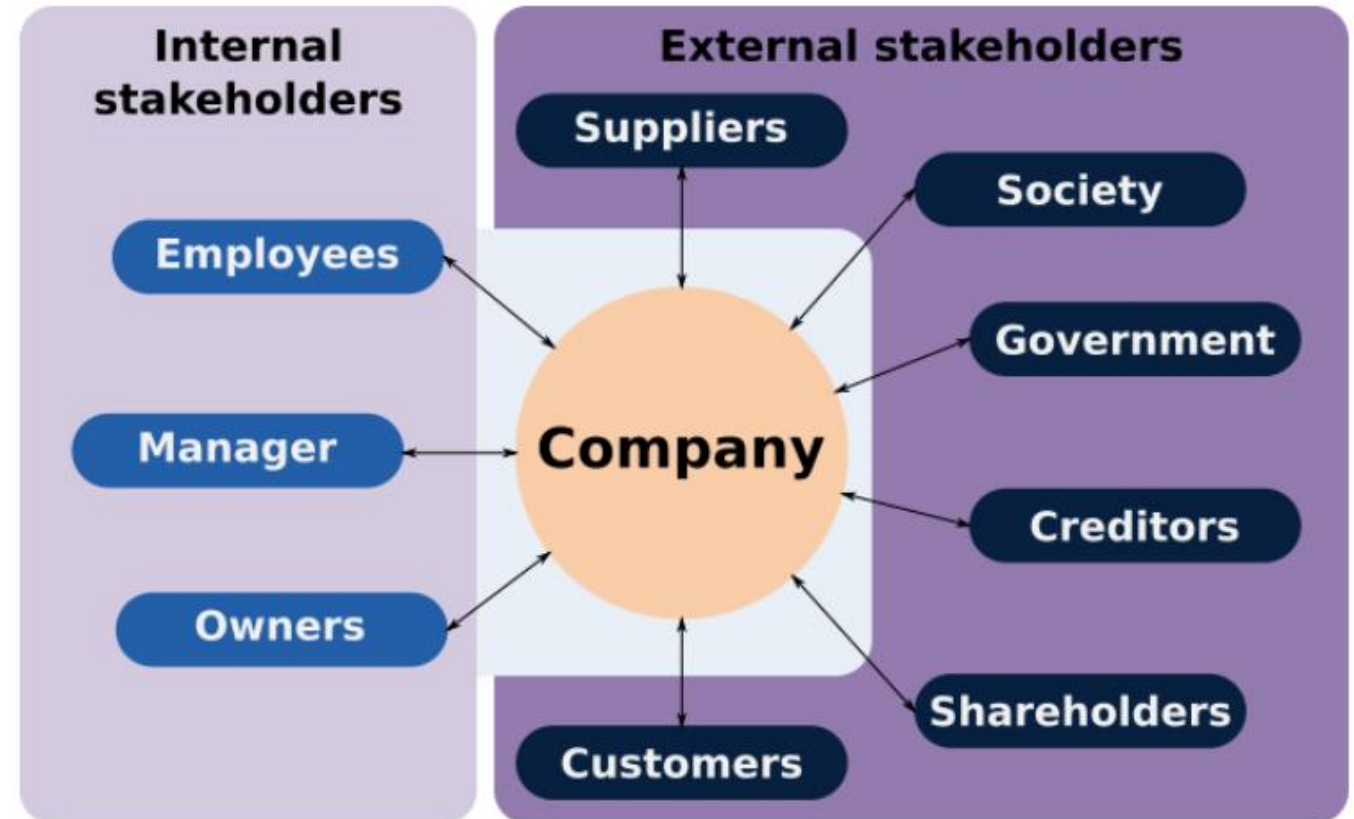 Internal
stakeholders
Employees
Manager
Owners
External stakeholders
Suppliers
Society
Government
Company
Creditors
Shareholders
Customers